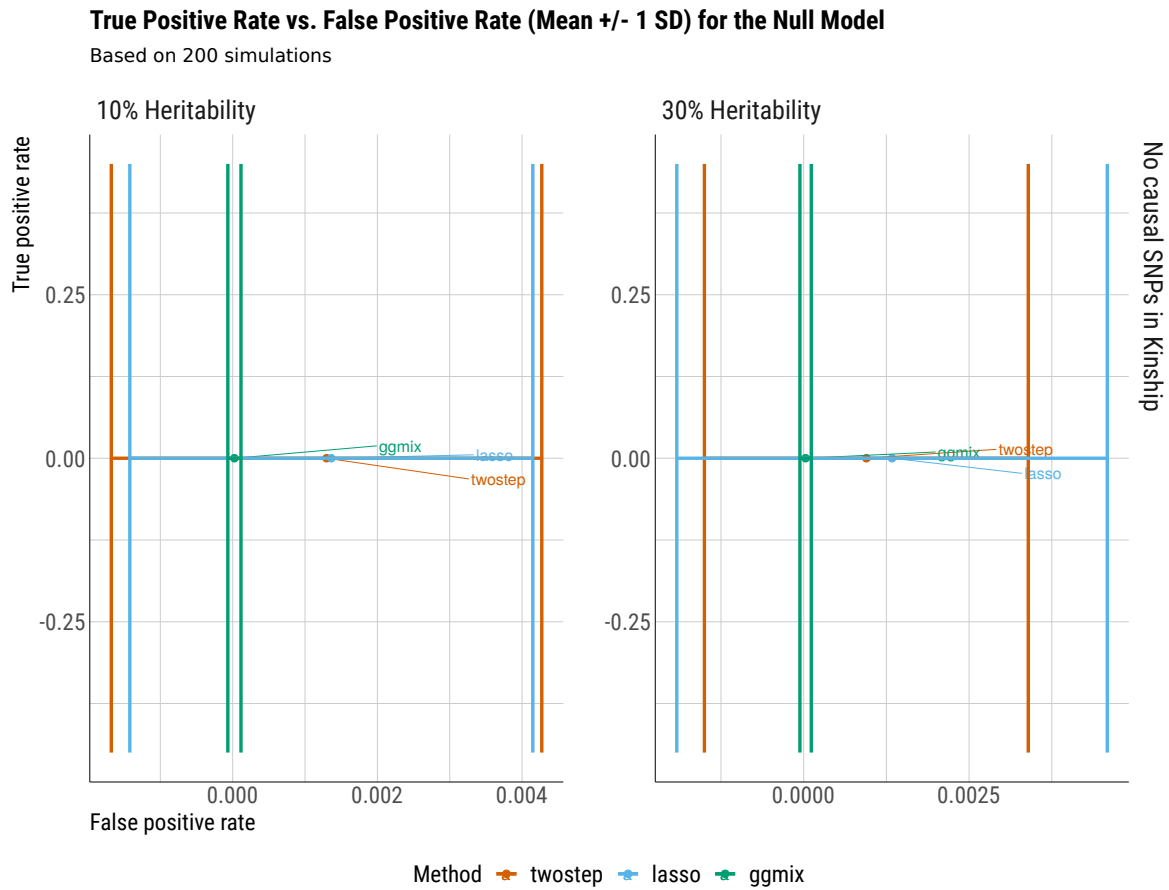 True Positive Rate vs. False Positive Rate (Mean +/- 1 SD) for the Null Model
Based on 200 simulations
10% Heritability
30% Heritability
True positive rate
No causal SNPs in Kinship
0.25
0.00
-0.25
ggmix
lasso
twostep
0.25
0.00
-0.25
ggmix
twostep
lasso
0.000
0.002
0.004
0.0000
0.0025
False positive rate
Method
a twostep
a lasso
a ggmix